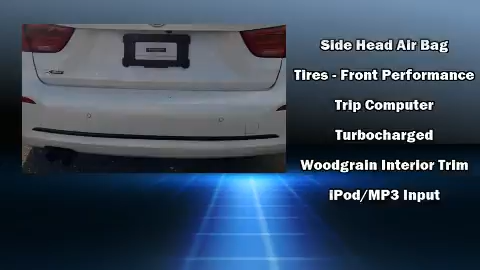 Side Head Air Bag
Tires - Front Performance
Trip Computer
Turbocharged
Woodgrain Interior Trim
iPod/MP3 Input